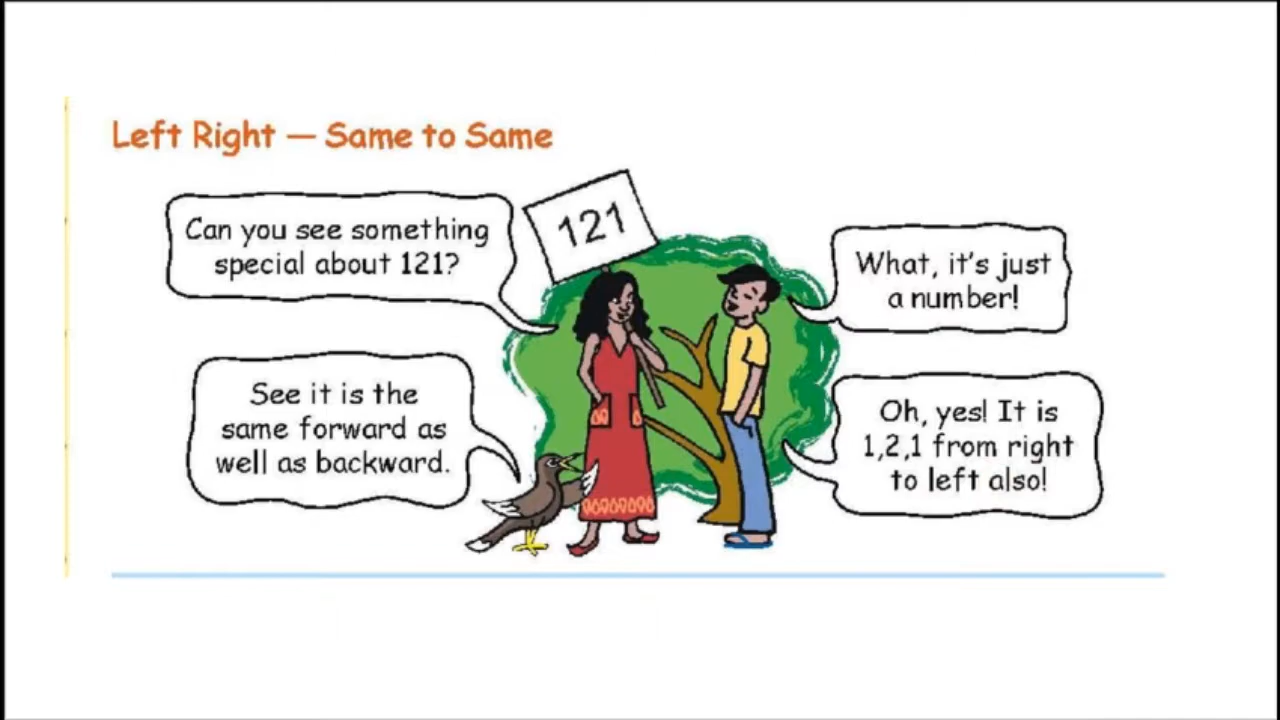 Left Right — Same to Same
Can you see something
special about 121?
121
What, it's just
a number!
See it is the
same forward as
well as backward.
Oh, yes! It is
1,2,1 from right
to left also!